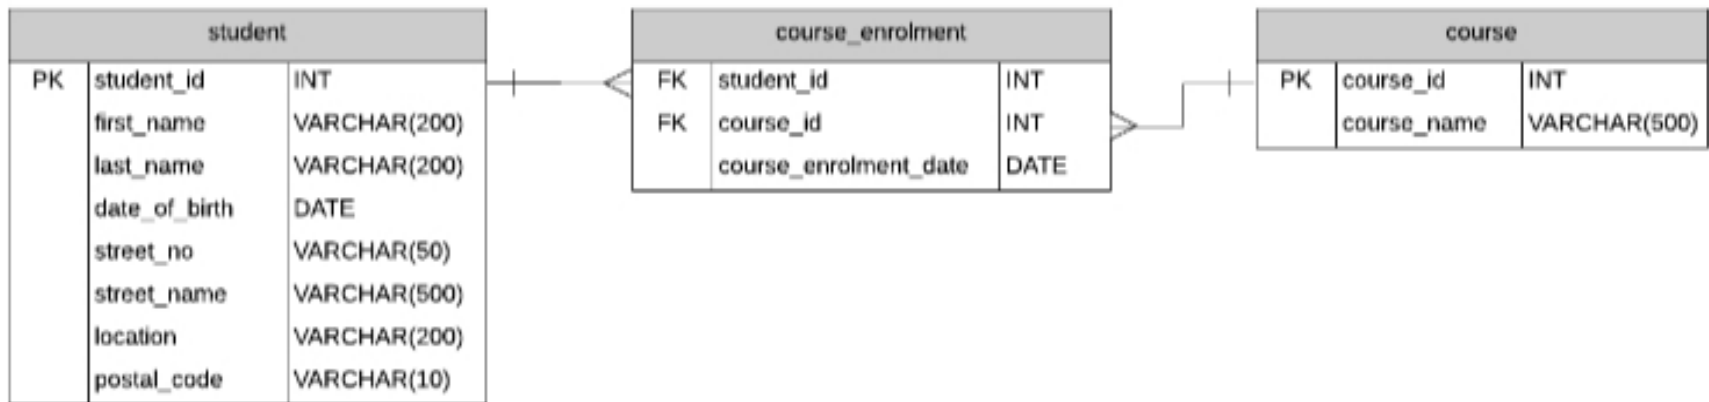 student
PK student_id INT
first_name VARCHAR(200)
last_name VARCHAR(200)
date_of_birth DATE
street_no VARCHAR(50)
street_name VARCHAR(500)
location VARCHAR(200)
postal_code VARCHAR(10)
course_enrolment
FK student_id INT
FK course_id INT
course_enrolment_date DATE
course
PK course_id INT
course_name VARCHAR(500)